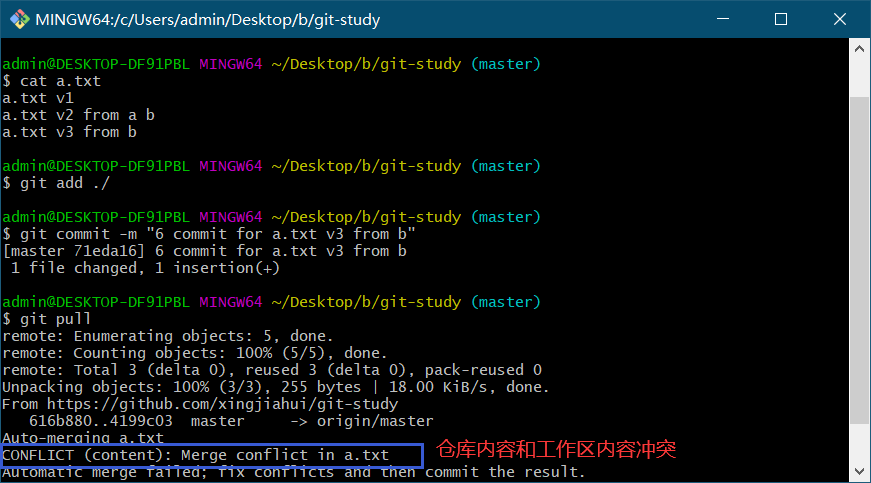 MINGW64:/c/Users/admin/Desktop/b/git-study
admin@DESKTOP-DF91PBL MINGW64 ~/Desktop/b/git-study (master)
$ cat a.txt
a.txt v1
a.txt v2 from a b
a.txt v3 from b
admin@DESKTOP-DF91PBL MINGW64 ~/Desktop/b/git-study (master)
$ git add ./
admin@DESKTOP-DF91PBL MINGW64 ~/Desktop/b/git-study (master)
$ git commit -m "6 commit for a.txt v3 from b"
[master 71eda16] 6 commit for a.txt v3 from b
 1 file changed, 1 insertion(+)
admin@DESKTOP-DF91PBL MINGW64 ~/Desktop/b/git-study (master)
$ git pull
remote: Enumerating objects: 5, done.
remote: Counting objects: 100% (5/5), done.
remote: Total 3 (delta 0), reused 3 (delta 0), pack-reused 0
Unpacking objects: 100% (3/3), 255 bytes | 18.00 KiB/s, done.
From https://github.com/xingjiahui/git-study
   616b880..4199c03  master     -> origin/master
Auto-merging a.txt
CONFLICT (content): Merge conflict in a.txt
仓库内容和工作区内容冲突
Automatic merge failed; fix conflicts and then commit the result.